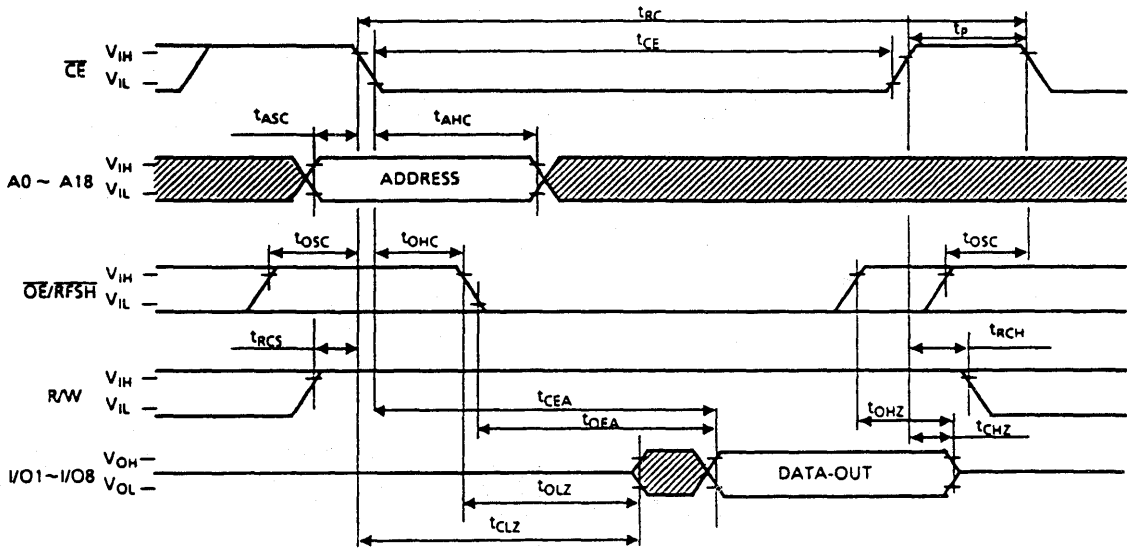 tRC
tCE
tP
CE
VIH
VIL
tASC
tAHC
A0 ~ A18
VIH
VIL
ADDRESS
tOSC
tOHC
tOSC
OE/RFSH
VIH
VIL
tRCS
tRCH
R/W
VIH
VIL
tCEA
tOEA
tOHZ
tCHZ
I/O1~I/O8
VOH
VOL
DATA-OUT
tOLZ
tCLZ